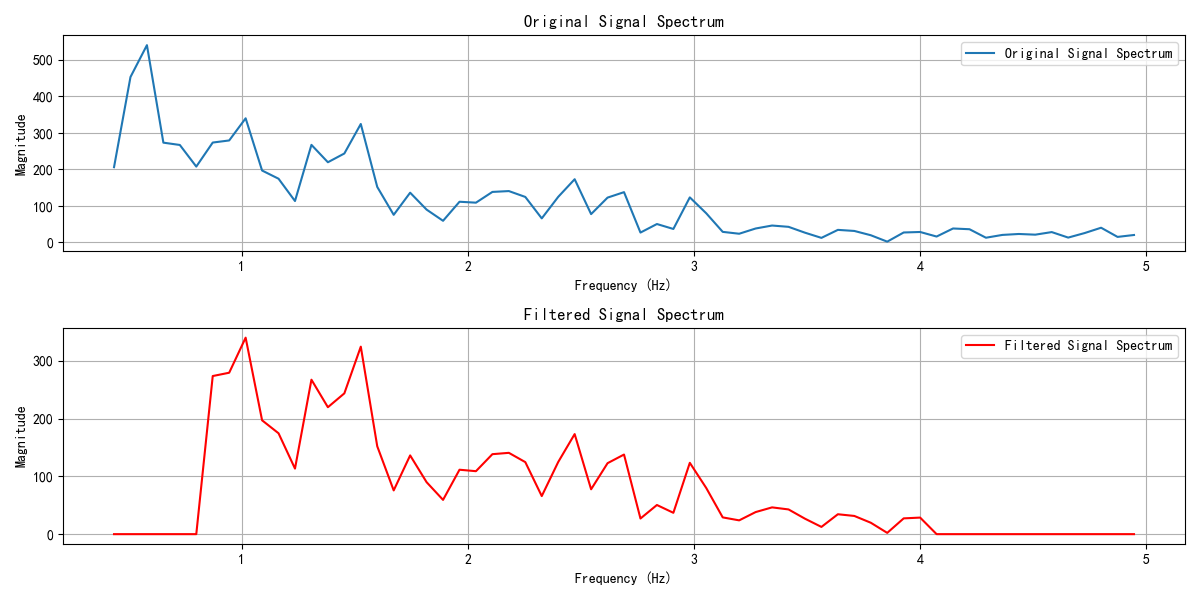 Original Signal Spectrum
Original Signal Spectrum
Magnitude
500
400
300
200
100
0
1 2 3 4 5
Frequency (Hz)
Filtered Signal Spectrum
Filtered Signal Spectrum
Magnitude
300
200
100
0
1 2 3 4 5
Frequency (Hz)